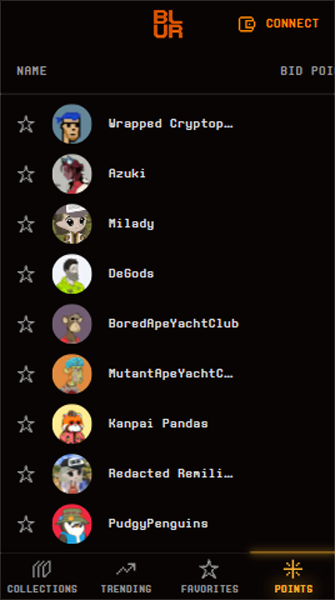 BL
UR
CONNECT
NAME BID POI
Wrapped Cryptop…
Azuki
Milady
DeGods
BoredApeYachtClub
MutantApeYachtC…
Kanpai Pandas
Redacted Remili…
PudgyPenguins
COLLECTIONS TRENDING FAVORITES POINTS